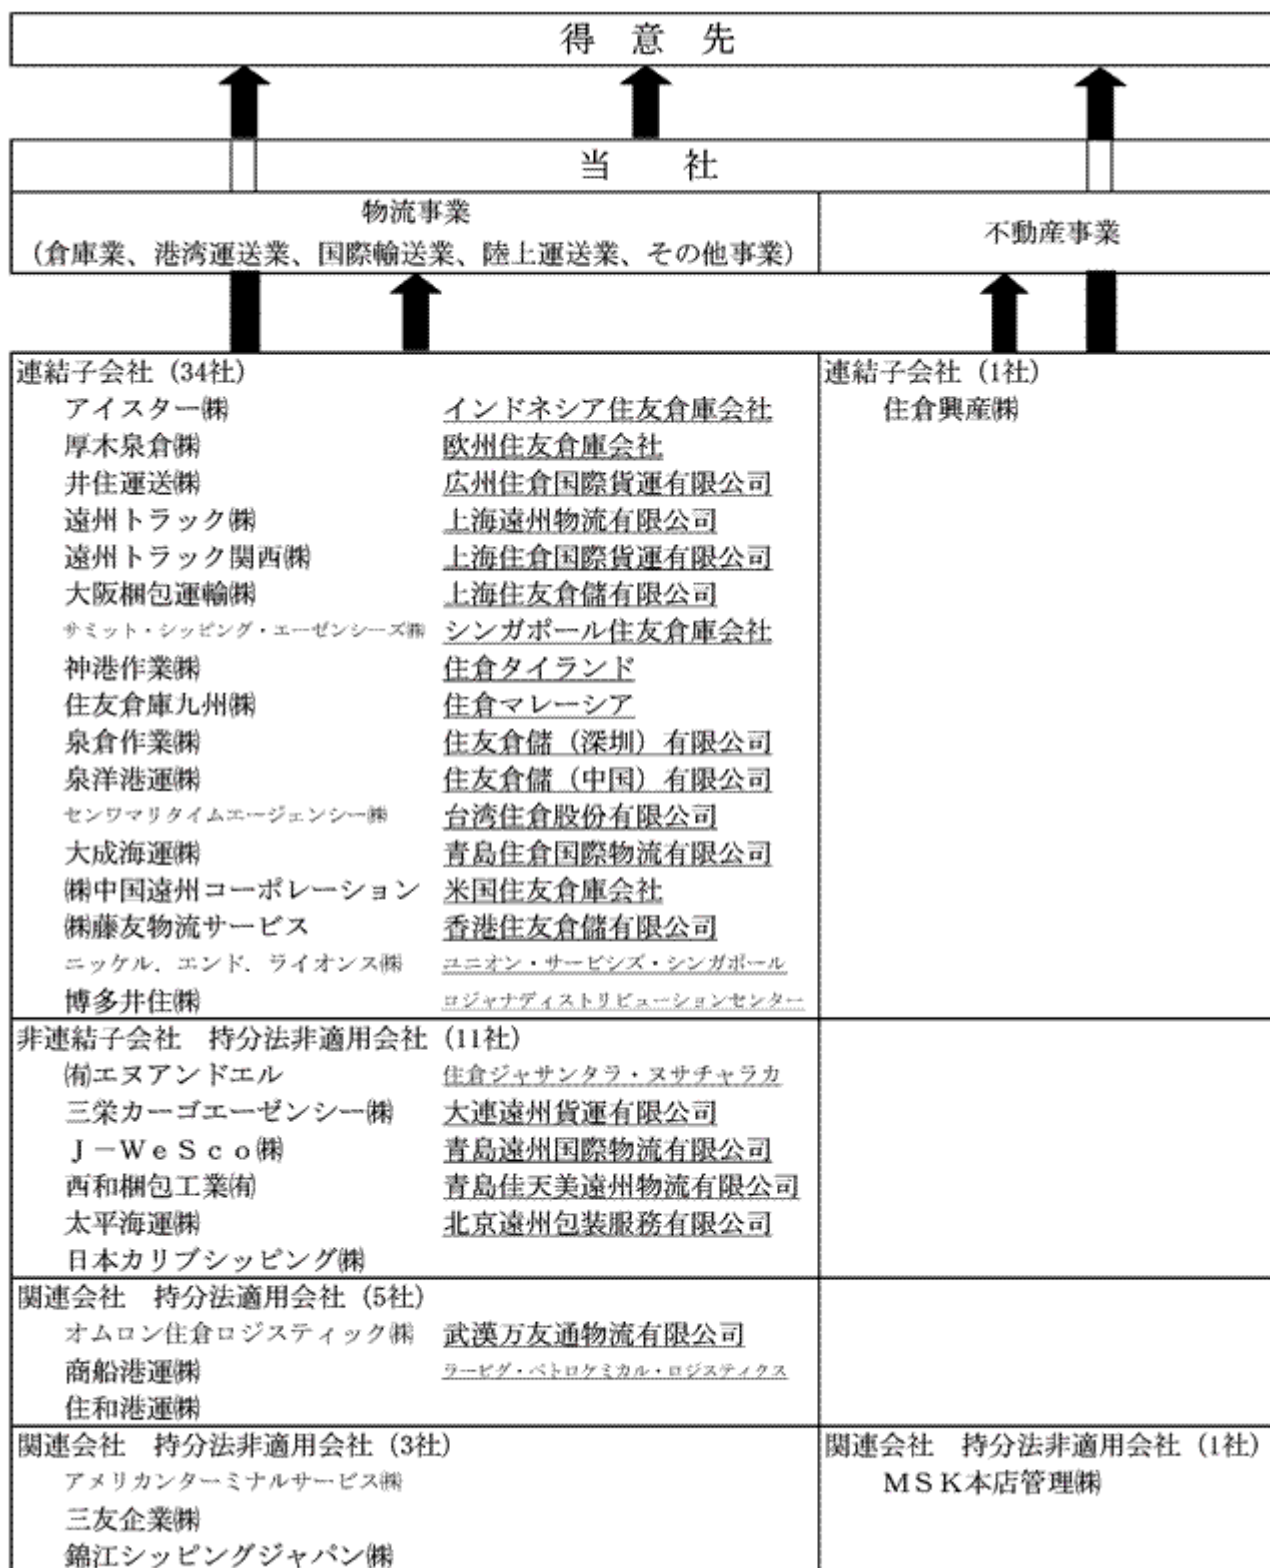 得　意　先
当　　社
物流事業
（倉庫業、港湾運送業、国際輸送業、陸上運送業、その他事業）
不動産事業
連結子会社（34社）
アイスター㈱　インドネシア住友倉庫会社
厚木泉倉㈱　欧州住友倉庫会社
井住運送㈱　広州住倉国際貨運有限公司
遠州トラック㈱　上海遠州物流有限公司
遠州トラック関西㈱　上海住倉国際貨運有限公司
大阪梱包運輸㈱　上海住友倉儲有限公司
サミット・シッピング・エーゼンシーズ㈱　シンガポール住友倉庫会社
神港作業㈱　住倉タイランド
住友倉庫九州㈱　住倉マレーシア
泉倉作業㈱　住友倉儲（深圳）有限公司
泉洋港運㈱　住友倉儲（中国）有限公司
センワマリタイムエージェンシー㈱　台湾住倉股份有限公司
大成海運㈱　青島住倉国際物流有限公司
㈱中国遠州コーポレーション　米国住友倉庫会社
㈱藤友物流サービス　香港住友倉儲有限公司
ニッケル．エンド．ライオンス㈱　ユニオン・サービシズ・シンガポール
博多井住㈱　ロジャナディストリビューションセンター
連結子会社（1社）
住倉興産㈱
非連結子会社　持分法非適用会社（11社）
㈲エヌアンドエル　住倉ジャサンタラ・ヌサチャラカ
三栄カーゴエーゼンシー㈱　大連遠州貨運有限公司
Ｊ－ＷｅＳｃｏ㈱　青島遠州国際物流有限公司
西和梱包工業㈲　青島佳天美遠州物流有限公司
太平海運㈱　北京遠州包装服務有限公司
日本カリブシッピング㈱
関連会社　持分法適用会社（5社）
オムロン住倉ロジスティック㈱　武漢万友通物流有限公司
商船港運㈱　ラービグ・ペトロケミカル・ロジスティクス
住和港運㈱
関連会社　持分法非適用会社（3社）
アメリカンターミナルサービス㈱
三友企業㈱
錦江シッピングジャパン㈱
関連会社　持分法非適用会社（1社）
ＭＳＫ本店管理㈱